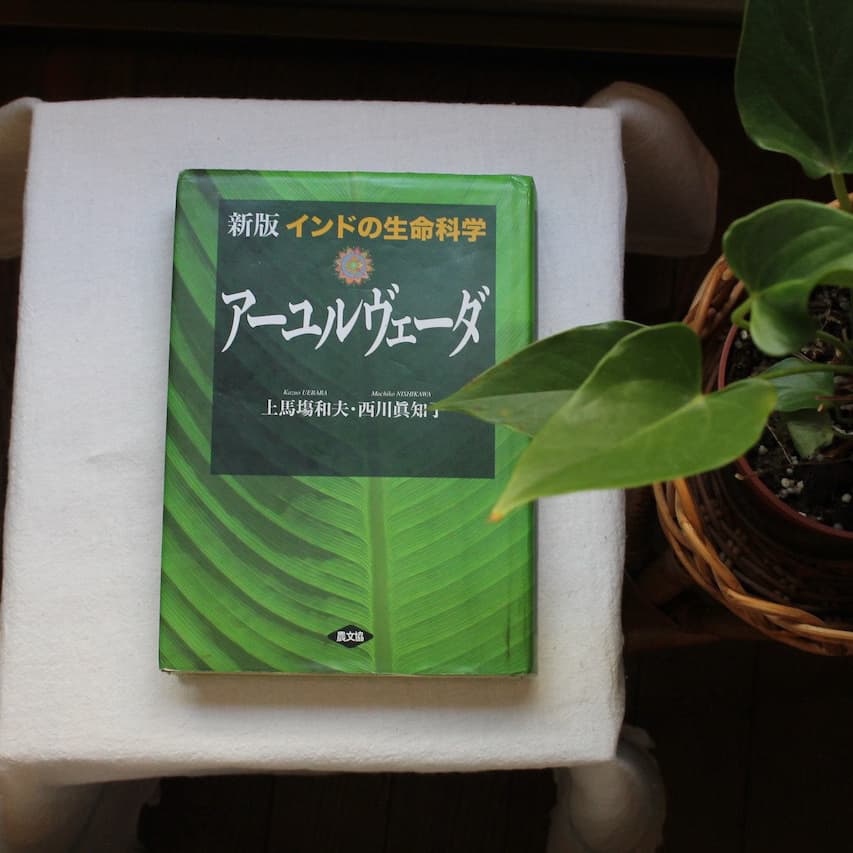 新版 インドの生命科学
アーユルヴェーダ
Kazuo UEBABA Machiko NISHIKAWA
上馬塲和夫・西川眞知子
農文協